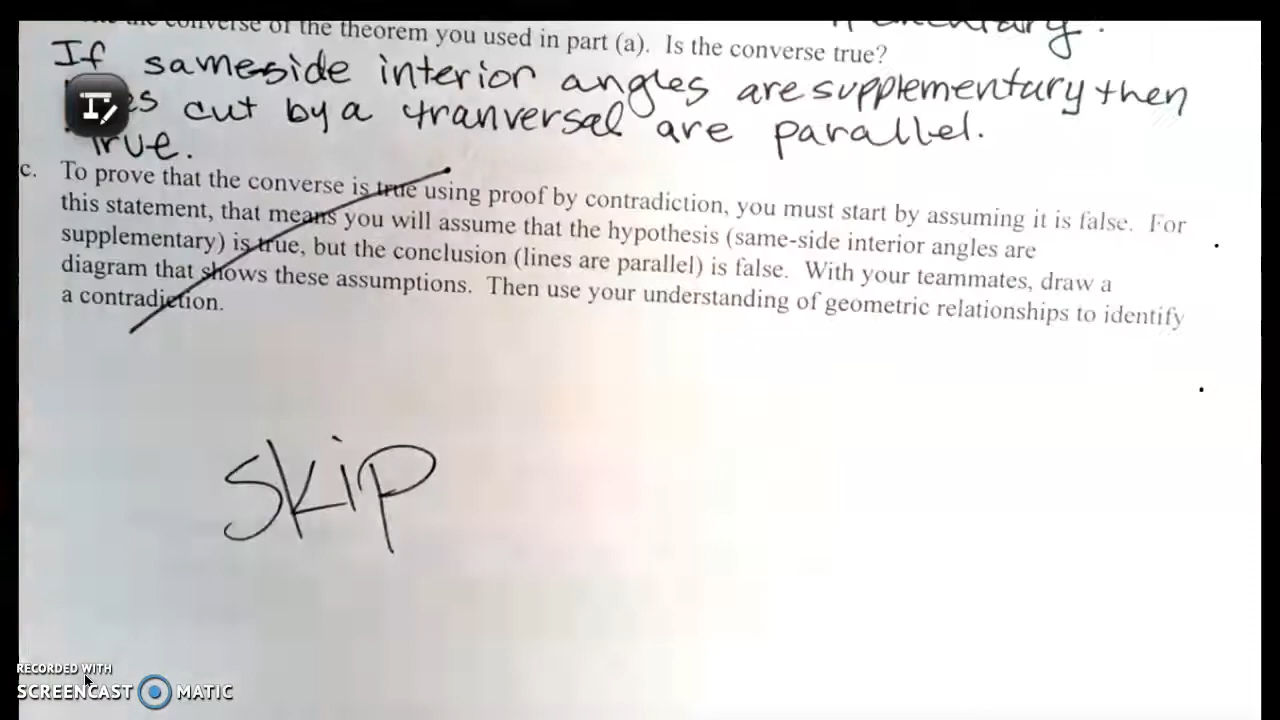 converse of the theorem you used in part (a). Is the converse true?
If same-side interior angles are supplementary then
cut by a tranversal are parallel.
True.
c. To prove that the converse is true using proof by contradiction, you must start by assuming it is false. For
this statement, that means you will assume that the hypothesis (same-side interior angles are
supplementary) is true, but the conclusion (lines are parallel) is false. With your teammates, draw a
diagram that shows these assumptions. Then use your understanding of geometric relationships to identify
a contradiction.
skip
RECORDED WITH
SCREENCAST MATIC